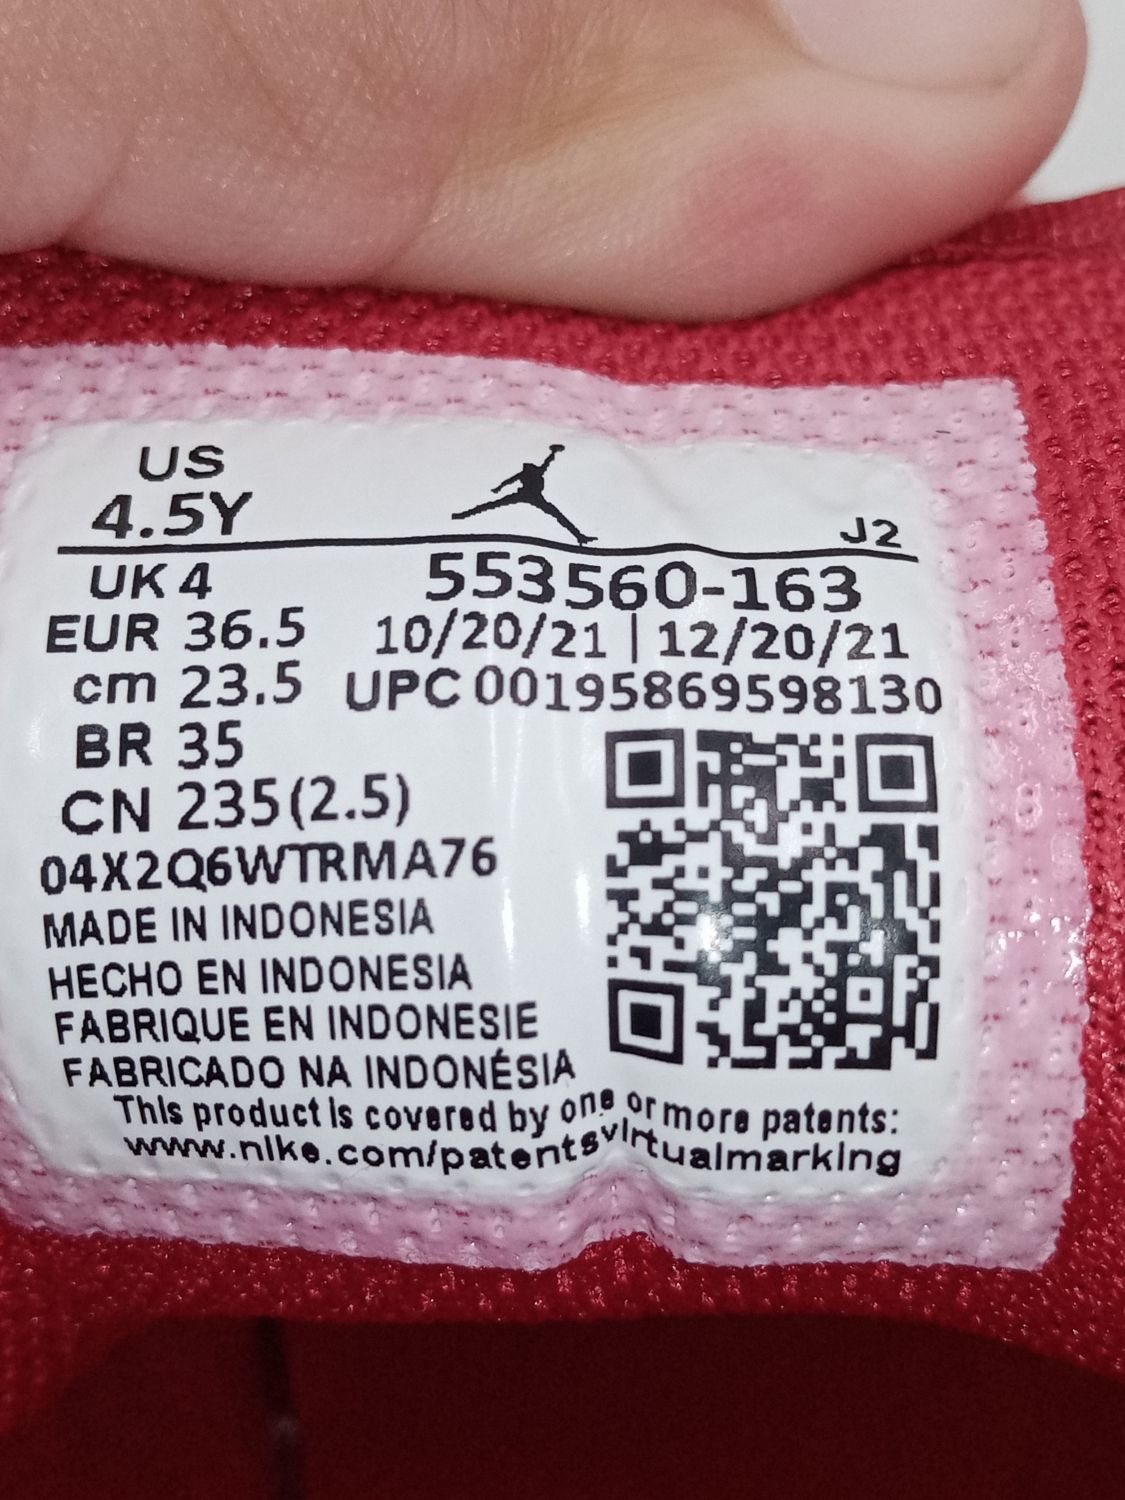 US
4.5Y
J2
UK 4
553560-163
EUR 36.5
10/20/21 | 12/20/21
cm 23.5
UPC 00195869598130
BR 35
CN 235(2.5)
04X2Q6WTRMA76
MADE IN INDONESIA
HECHO EN INDONESIA
FABRIQUE EN INDONESIE
FABRICADO NA INDONÉSIA
This product is covered by one or more patents:
www.nike.com/patentsvirtualmarking